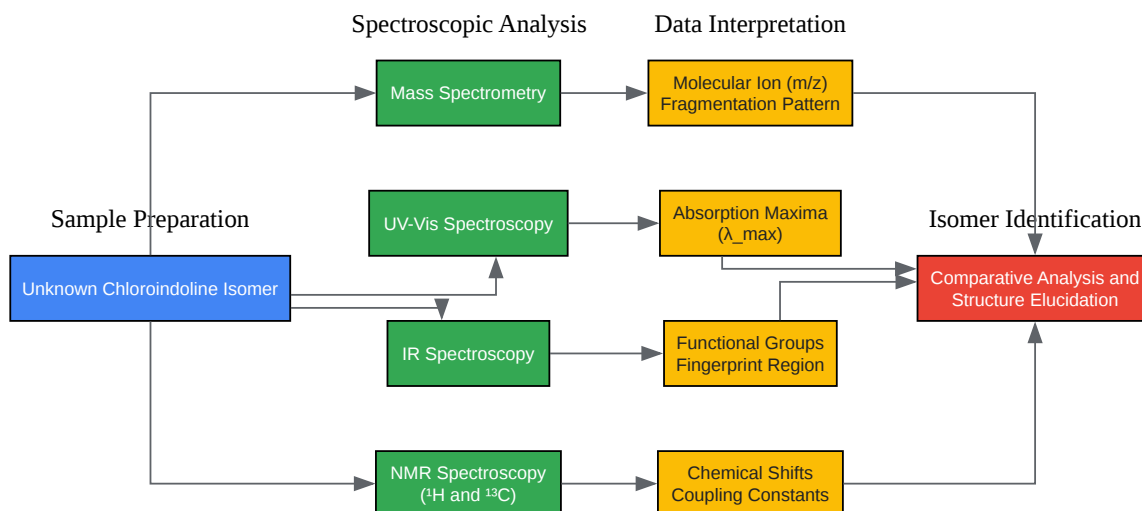 Spectroscopic Analysis
Data Interpretation
Mass Spectrometry
Molecular Ion (m/z)
Fragmentation Pattern
Sample Preparation
UV-Vis Spectroscopy
Absorption Maxima
(λ_max)
Isomer Identification
Unknown Chloroindoline Isomer
Comparative Analysis and
Structure Elucidation
IR Spectroscopy
Functional Groups
Fingerprint Region
NMR Spectroscopy
(¹H and ¹³C)
Chemical Shifts
Coupling Constants